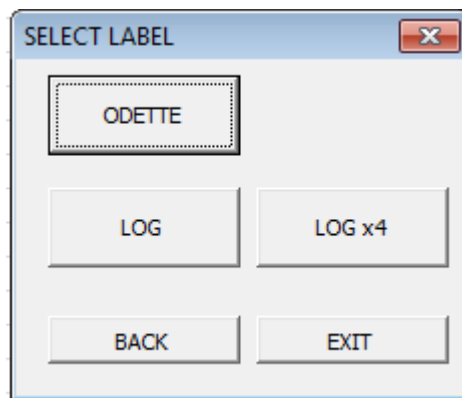 SELECT LABEL
ODETTE
LOG
LOG x4
BACK
EXIT